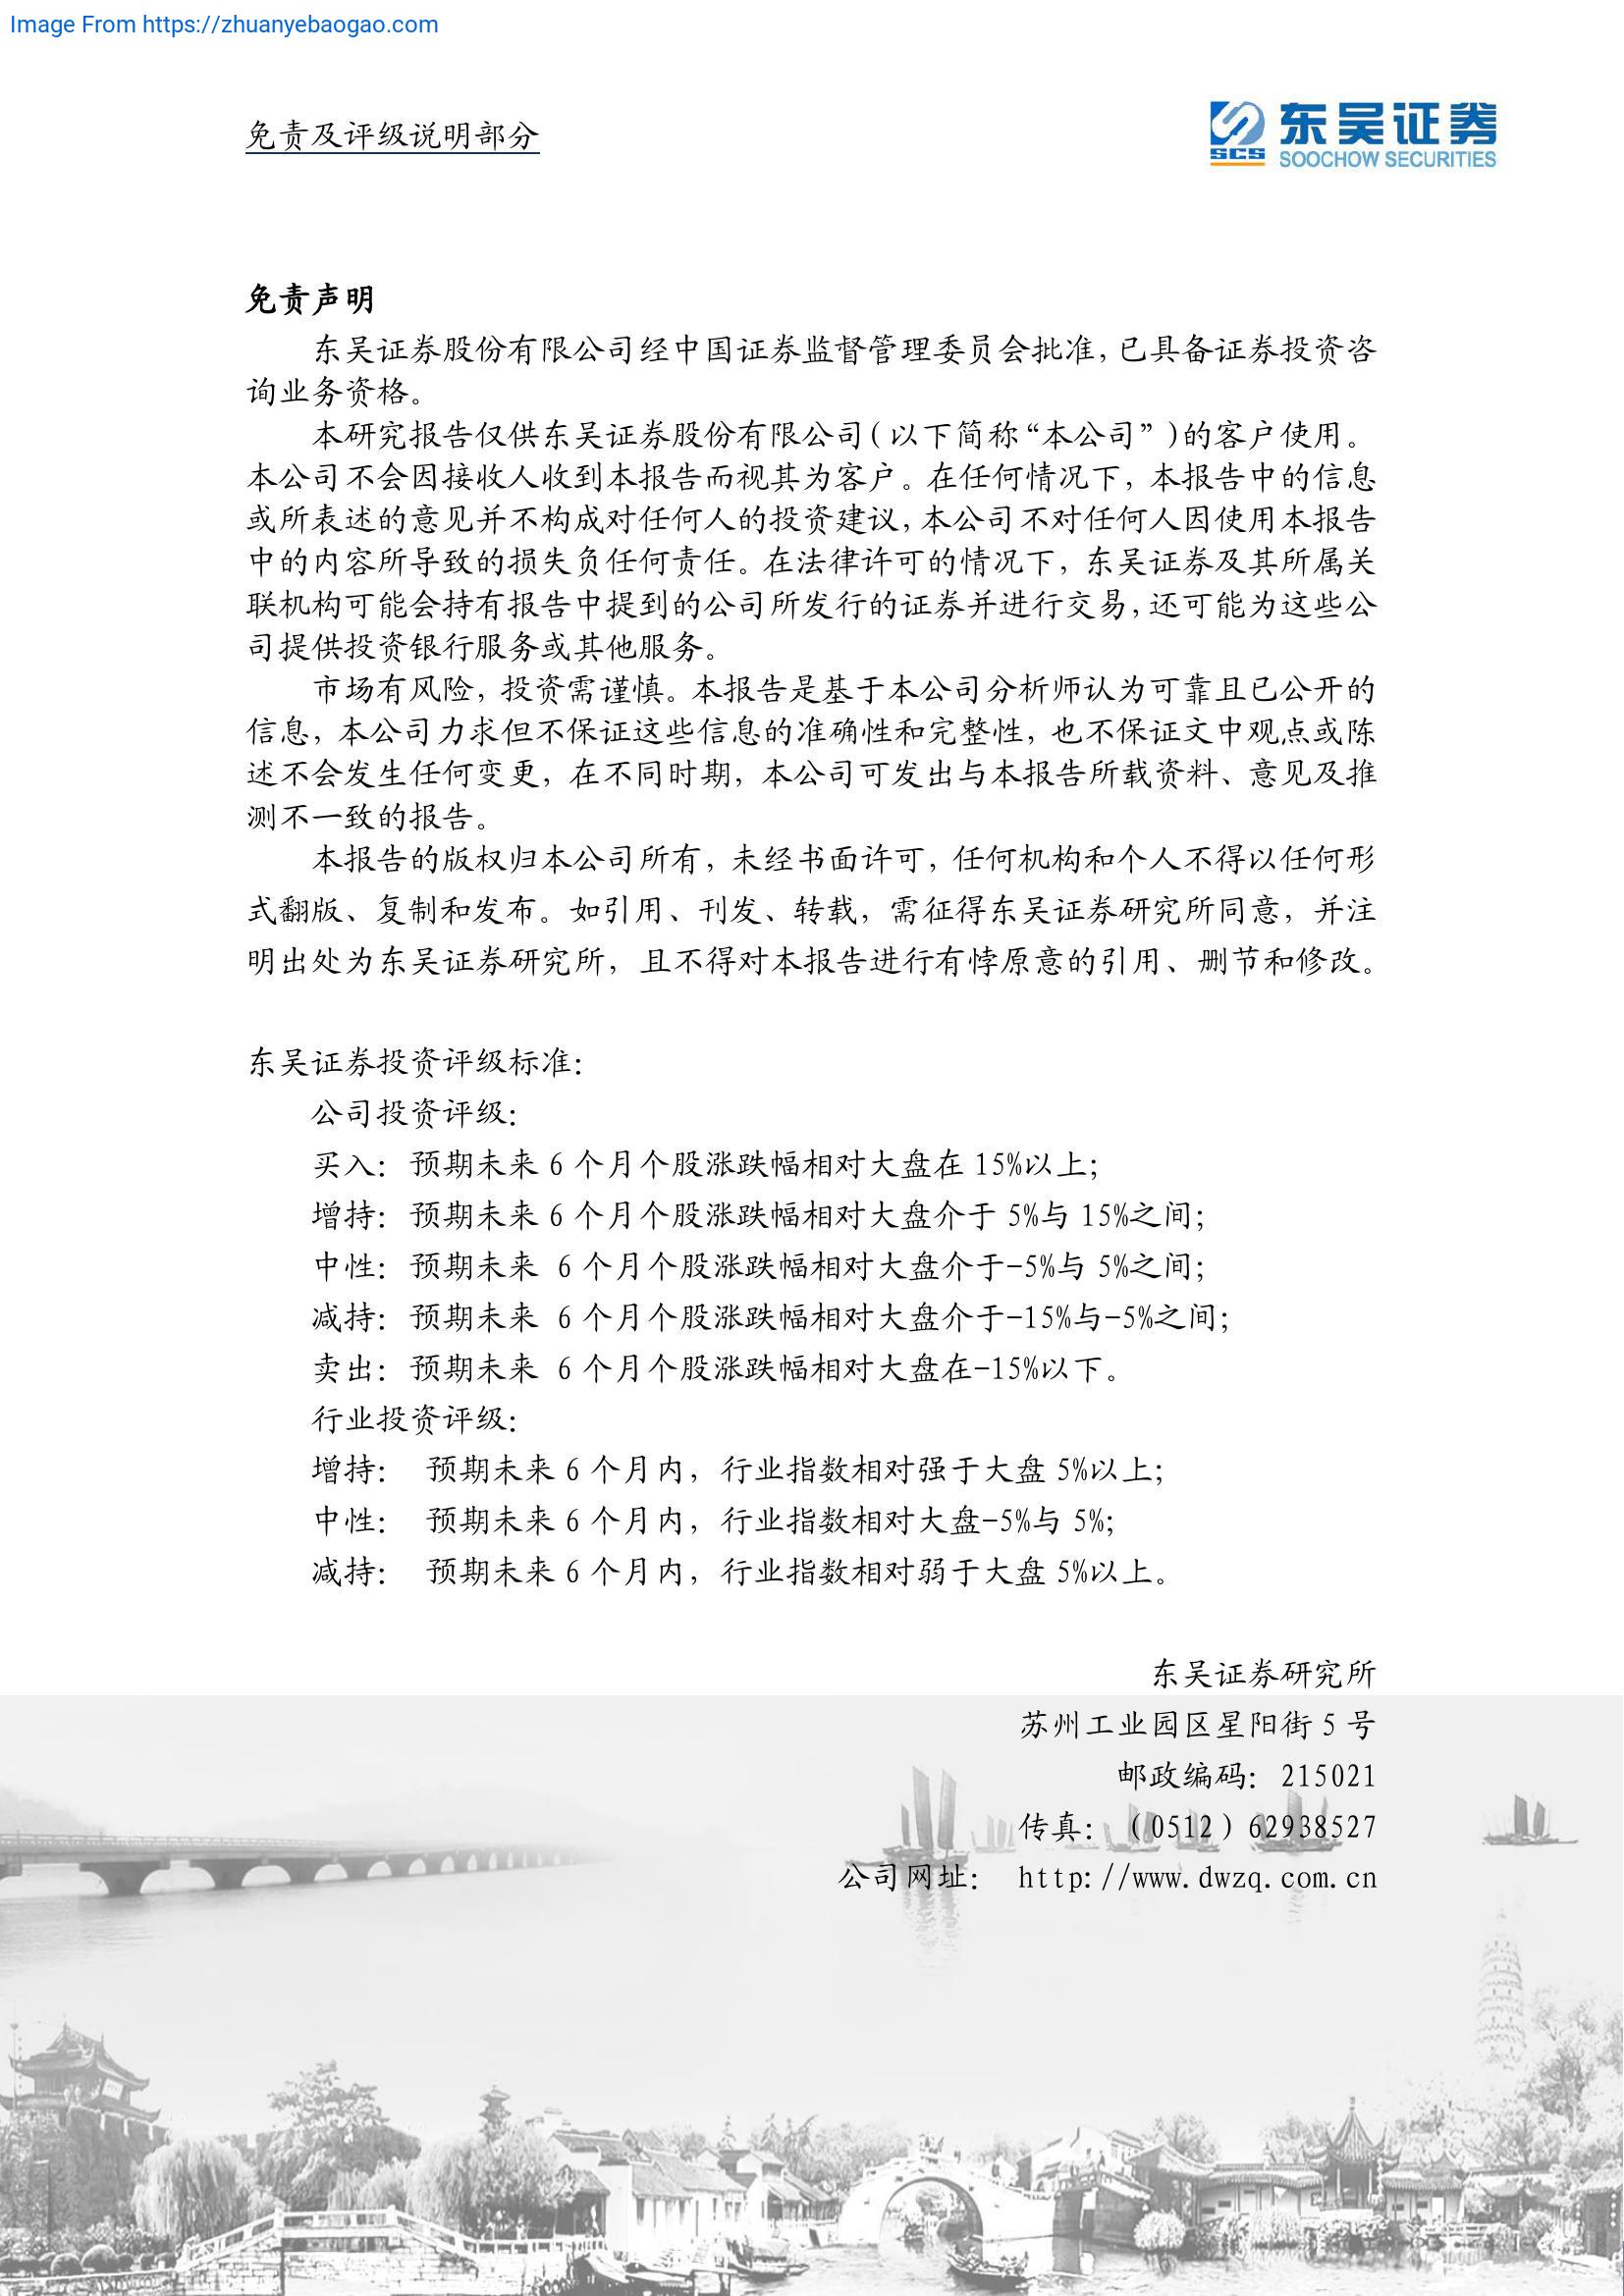 Image From https://zhuanyebaogao.com
免责及评级说明部分
东吴证券
SCS
SOOCHOW SECURITIES
免责声明
东吴证券股份有限公司经中国证券监督管理委员会批准，已具备证券投资咨
询业务资格。
本研究报告仅供东吴证券股份有限公司（以下简称“本公司”）的客户使用。
本公司不会因接收人收到本报告而视其为客户。在任何情况下，本报告中的信息
或所表述的意见并不构成对任何人的投资建议，本公司不对任何人因使用本报告
中的内容所导致的损失负任何责任。在法律许可的情况下，东吴证券及其所属关
联机构可能会持有报告中提到的公司所发行的证券并进行交易，还可能为这些公
司提供投资银行服务或其他服务。
市场有风险，投资需谨慎。本报告是基于本公司分析师认为可靠且已公开的
信息，本公司力求但不保证这些信息的准确性和完整性，也不保证文中观点或陈
述不会发生任何变更，在不同时期，本公司可发出与本报告所载资料、意见及推
测不一致的报告。
本报告的版权归本公司所有，未经书面许可，任何机构和个人不得以任何形
式翻版、复制和发布。如引用、刊发、转载，需征得东吴证券研究所同意，并注
明出处为东吴证券研究所，且不得对本报告进行有悖原意的引用、删节和修改。
东吴证券投资评级标准：
公司投资评级：
买入：预期未来 6 个月个股涨跌幅相对大盘在 15%以上；
增持：预期未来 6 个月个股涨跌幅相对大盘介于 5%与 15%之间；
中性：预期未来 6 个月个股涨跌幅相对大盘介于-5%与 5%之间；
减持：预期未来 6 个月个股涨跌幅相对大盘介于-15%与-5%之间；
卖出：预期未来 6 个月个股涨跌幅相对大盘在-15%以下。
行业投资评级：
增持： 预期未来 6 个月内，行业指数相对强于大盘 5%以上；
中性： 预期未来 6 个月内，行业指数相对大盘-5%与 5%；
减持： 预期未来 6 个月内，行业指数相对弱于大盘 5%以上。
东吴证券研究所
苏州工业园区星阳街 5 号
邮政编码：215021
传真：（0512）62938527
公司网址： http://www.dwzq.com.cn